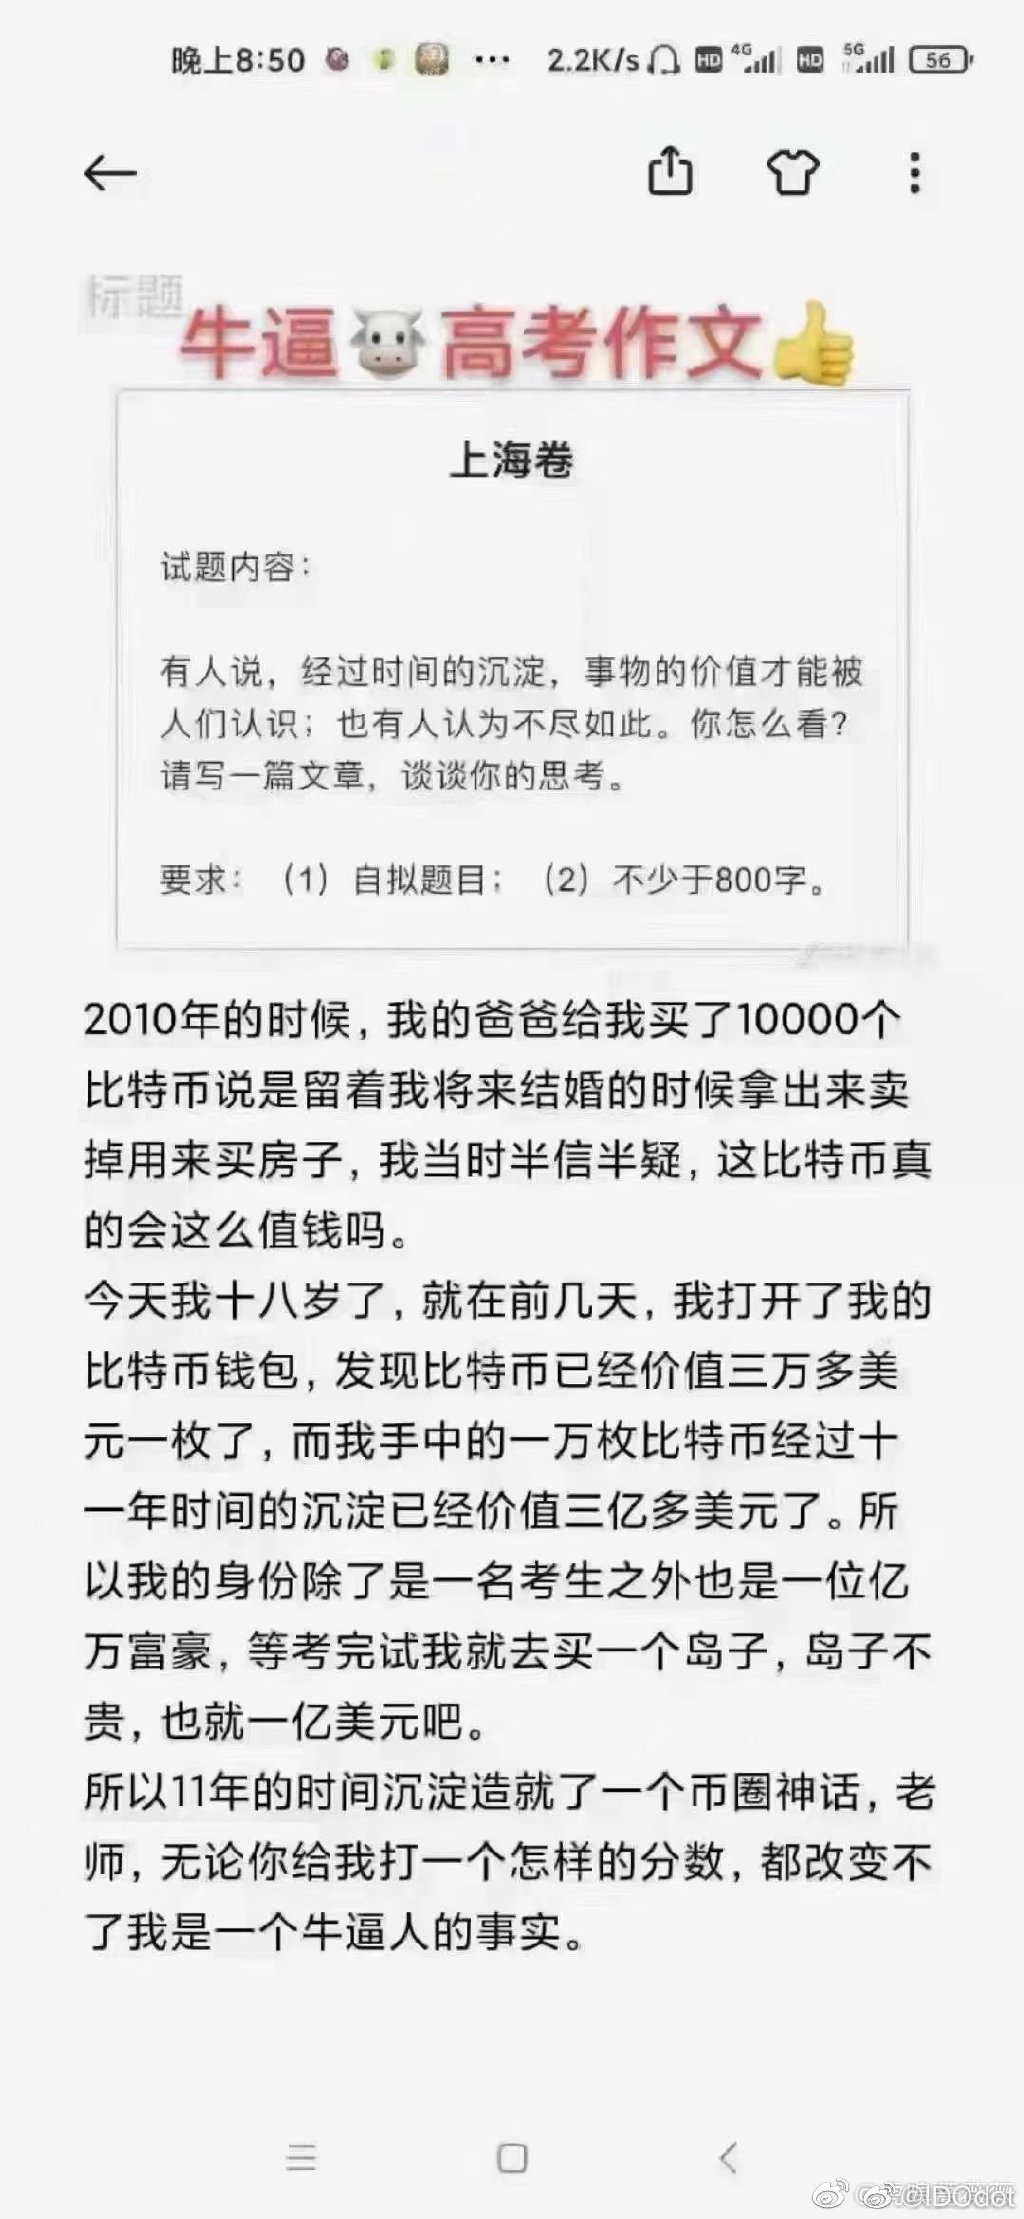 晚上8:50 ··· 2.2K/s HD 4G HD 5G 56
标题
牛逼🐮高考作文👍
上海卷
试题内容：
有人说，经过时间的沉淀，事物的价值才能被
人们认识；也有人认为不尽如此。你怎么看？
请写一篇文章，谈谈你的思考。
要求：（1）自拟题目；（2）不少于800字。
2010年的时候，我的爸爸给我买了10000个
比特币说是留着我将来结婚的时候拿出来卖
掉用来买房子，我当时半信半疑，这比特币真
的会这么值钱吗。
今天我十八岁了，就在前几天，我打开了我的
比特币钱包，发现比特币已经价值三万多美
元一枚了，而我手中的一万枚比特币经过十
一年时间的沉淀已经价值三亿多美元了。所
以我的身份除了是一名考生之外也是一位亿
万富豪，等考完试我就去买一个岛子，岛子不
贵，也就一亿美元吧。
所以11年的时间沉淀造就了一个币圈神话，老
师，无论你给我打一个怎样的分数，都改变不
了我是一个牛逼人的事实。
@IDOdot